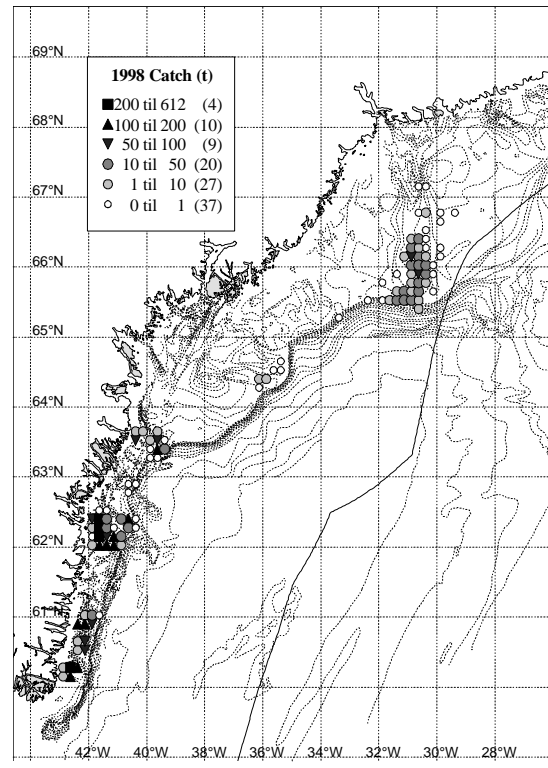 69°N
1998 Catch (t)
200 til 612 (4)
100 til 200 (10)
50 til 100 (9)
10 til 50 (20)
1 til 10 (27)
0 til 1 (37)
68°N
67°N
66°N
65°N
64°N
63°N
62°N
61°N
42°W 40°W 38°W 36°W 34°W 32°W 30°W 28°W